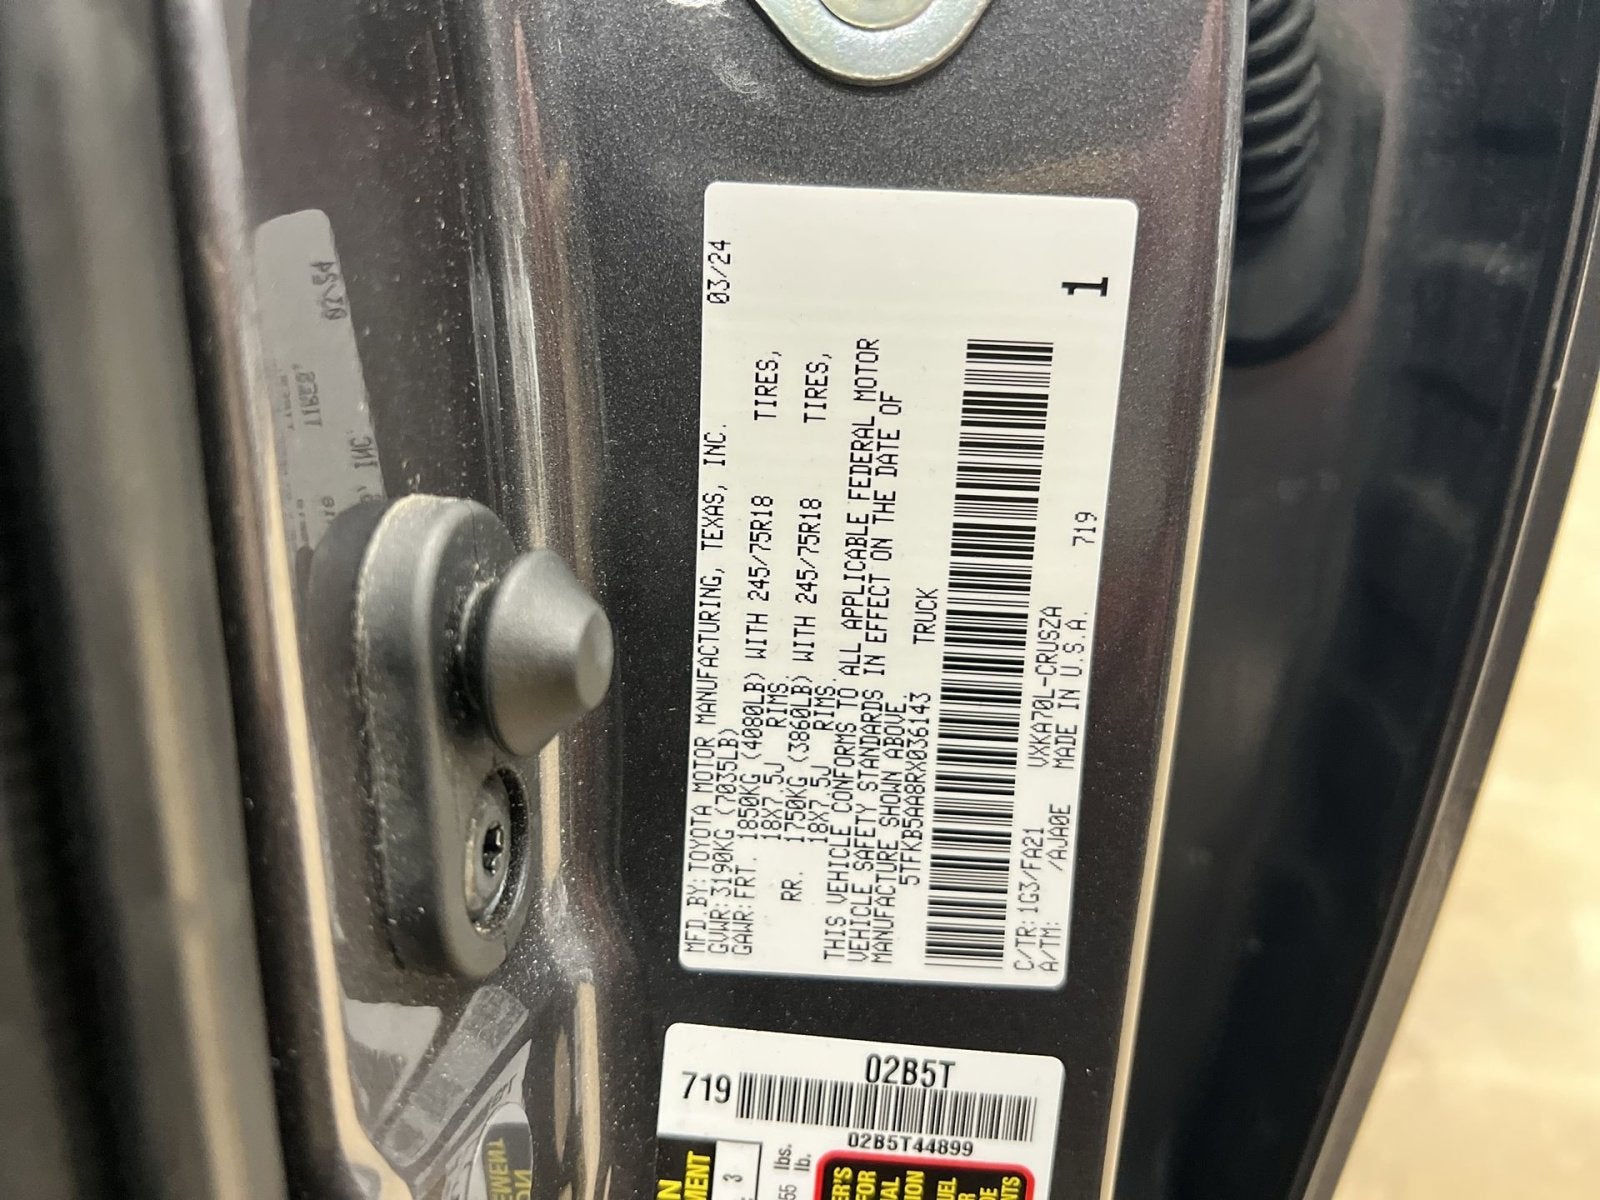 MFD.BY:TOYOTA MOTOR MANUFACTURING, TEXAS, INC. 03/24
GVWR:3190KG (7035LB)
GAWR:FRT. 1850KG (4080LB) WITH 245/75R18 TIRES,
18X7.5J RIMS
RR. 1750KG (3860LB) WITH 245/75R18 TIRES,
18X7.5J RIMS.
THIS VEHICLE CONFORMS TO ALL APPLICABLE FEDERAL MOTOR
VEHICLE SAFETY STANDARDS IN EFFECT ON THE DATE OF
MANUFACTURE SHOWN ABOVE.
5TFKB5AA8RX036143 TRUCK
C/TR:1G3/FA21 VXKA70L-CRUSZA 719
A/TM: /AJA0E MADE IN U.S.A.
1
02B5T
719
02B5T44899
3
lbs.
lb.